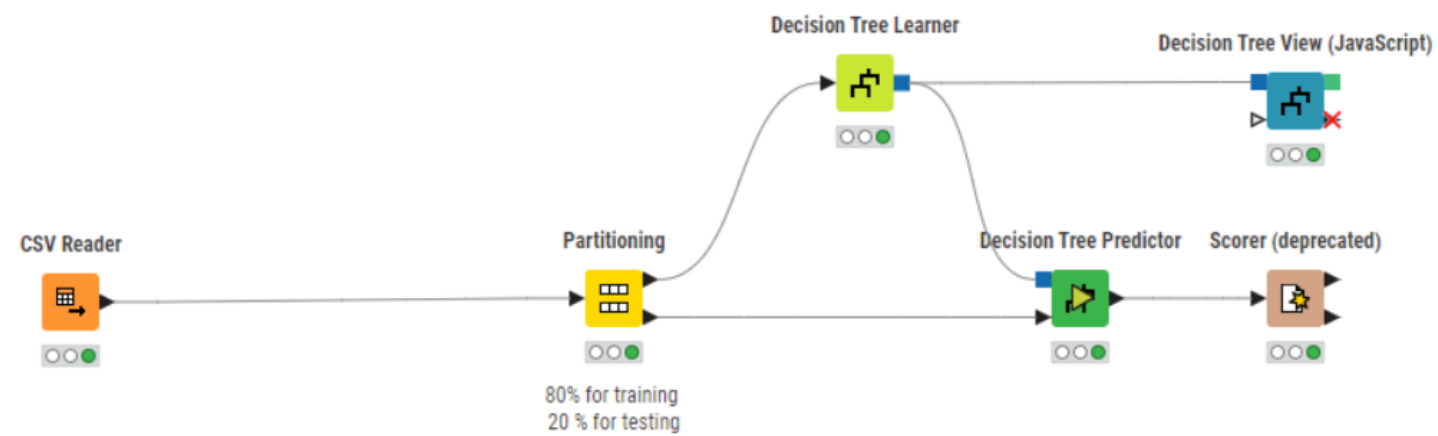 Decision Tree Learner
Decision Tree View (JavaScript)
CSV Reader
Partitioning
Decision Tree Predictor
Scorer (deprecated)
80% for training
20 % for testing